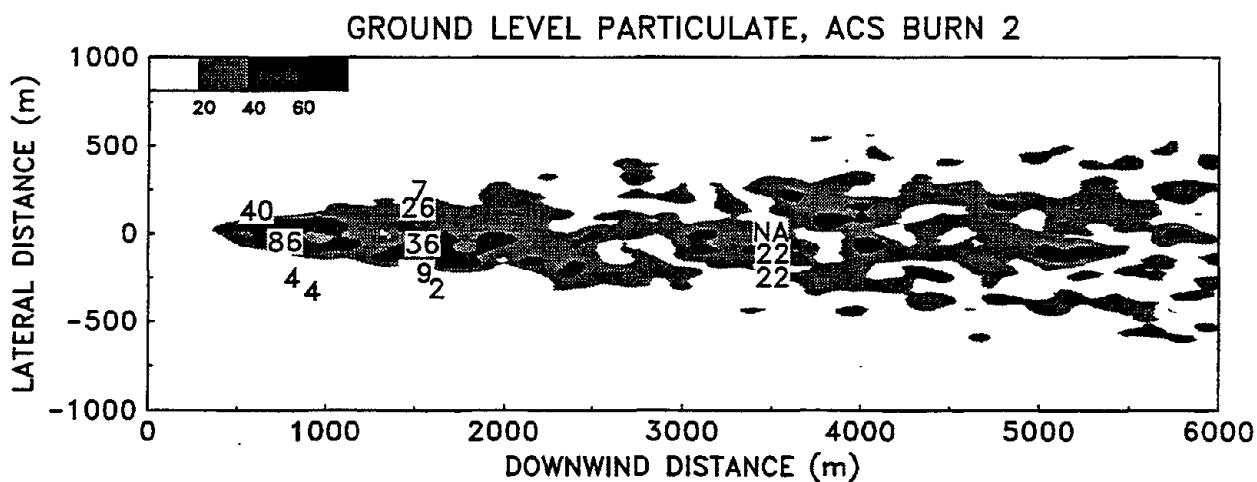 GROUND LEVEL PARTICULATE, ACS BURN 2
1000
20 40 60
500
7
40
26
0
NA
86
36
22
4
9
22
4
2
-500
-1000
0 1000 2000 3000 4000 5000 6000
LATERAL DISTANCE (m)
DOWNWIND DISTANCE (m)